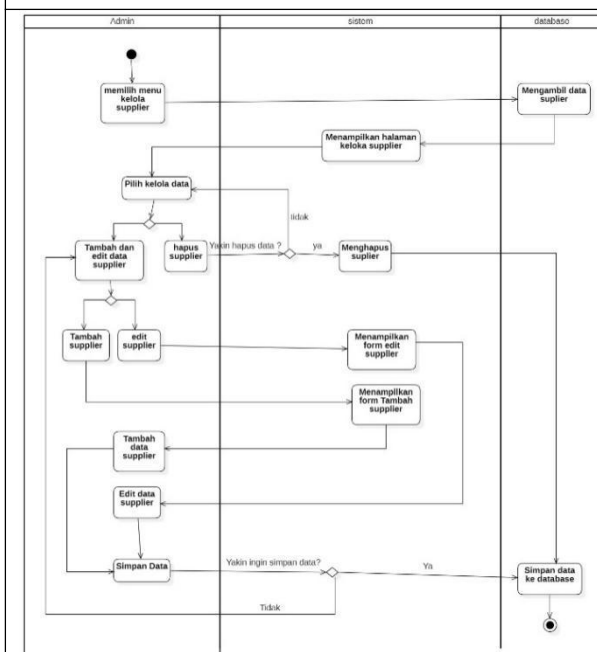 Admin
sistom
databaso
memilih menu
kelola
supplier
Mengambil data
suplier
Menampilkan halaman
keloka supplier
Pilih kelola data
tidak
Tambah dan
edit data
supplier
hapus
supplier
Yakin hapus data ?
ya
Menghapus
suplier
Tambah
supplier
edit
supplier
Menampilkan
form edit
supplier
Menampilkan
form Tambah
supplier
Tambah
data
supplier
Edit data
supplier
Simpan Data
Yakin ingin simpan data?
Ya
Simpan data
ke database
Tidak